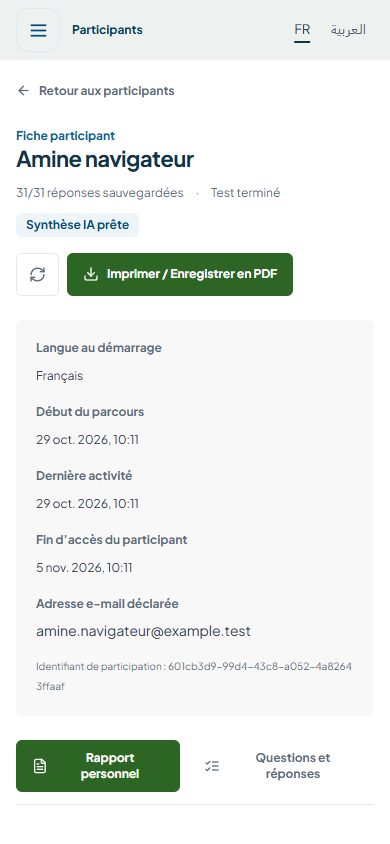 Participants
FR
العربية
Retour aux participants
Fiche participant
Amine navigateur
31/31 réponses sauvegardées · Test terminé
Synthèse IA prête
Imprimer / Enregistrer en PDF
Langue au démarrage
Français
Début du parcours
29 oct. 2026, 10:11
Dernière activité
29 oct. 2026, 10:11
Fin d’accès du participant
5 nov. 2026, 10:11
Adresse e-mail déclarée
amine.navigateur@example.test
Identifiant de participation : 601cb3d9-99d4-43c8-a052-4a8264
3ffaaf
Rapport
personnel
Questions et
réponses